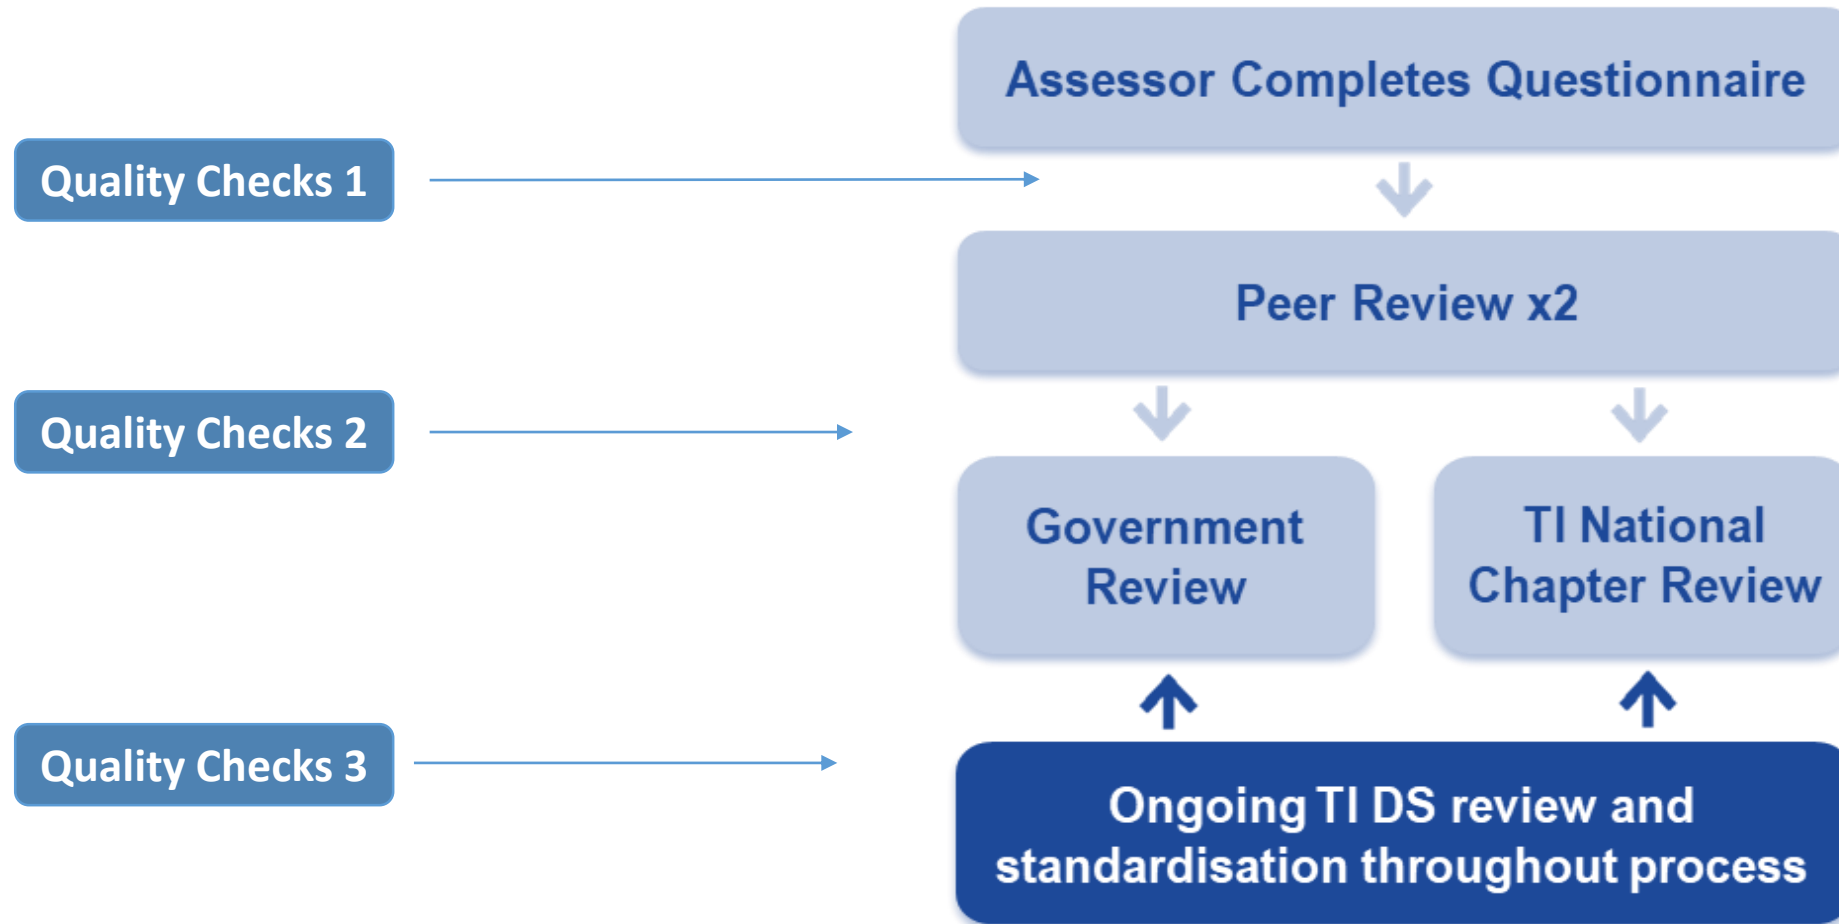 Assessor Completes Questionnaire
Quality Checks 1
Peer Review x2
Quality Checks 2
Government
Review
TI National
Chapter Review
Quality Checks 3
Ongoing TI DS review and
standardisation throughout process